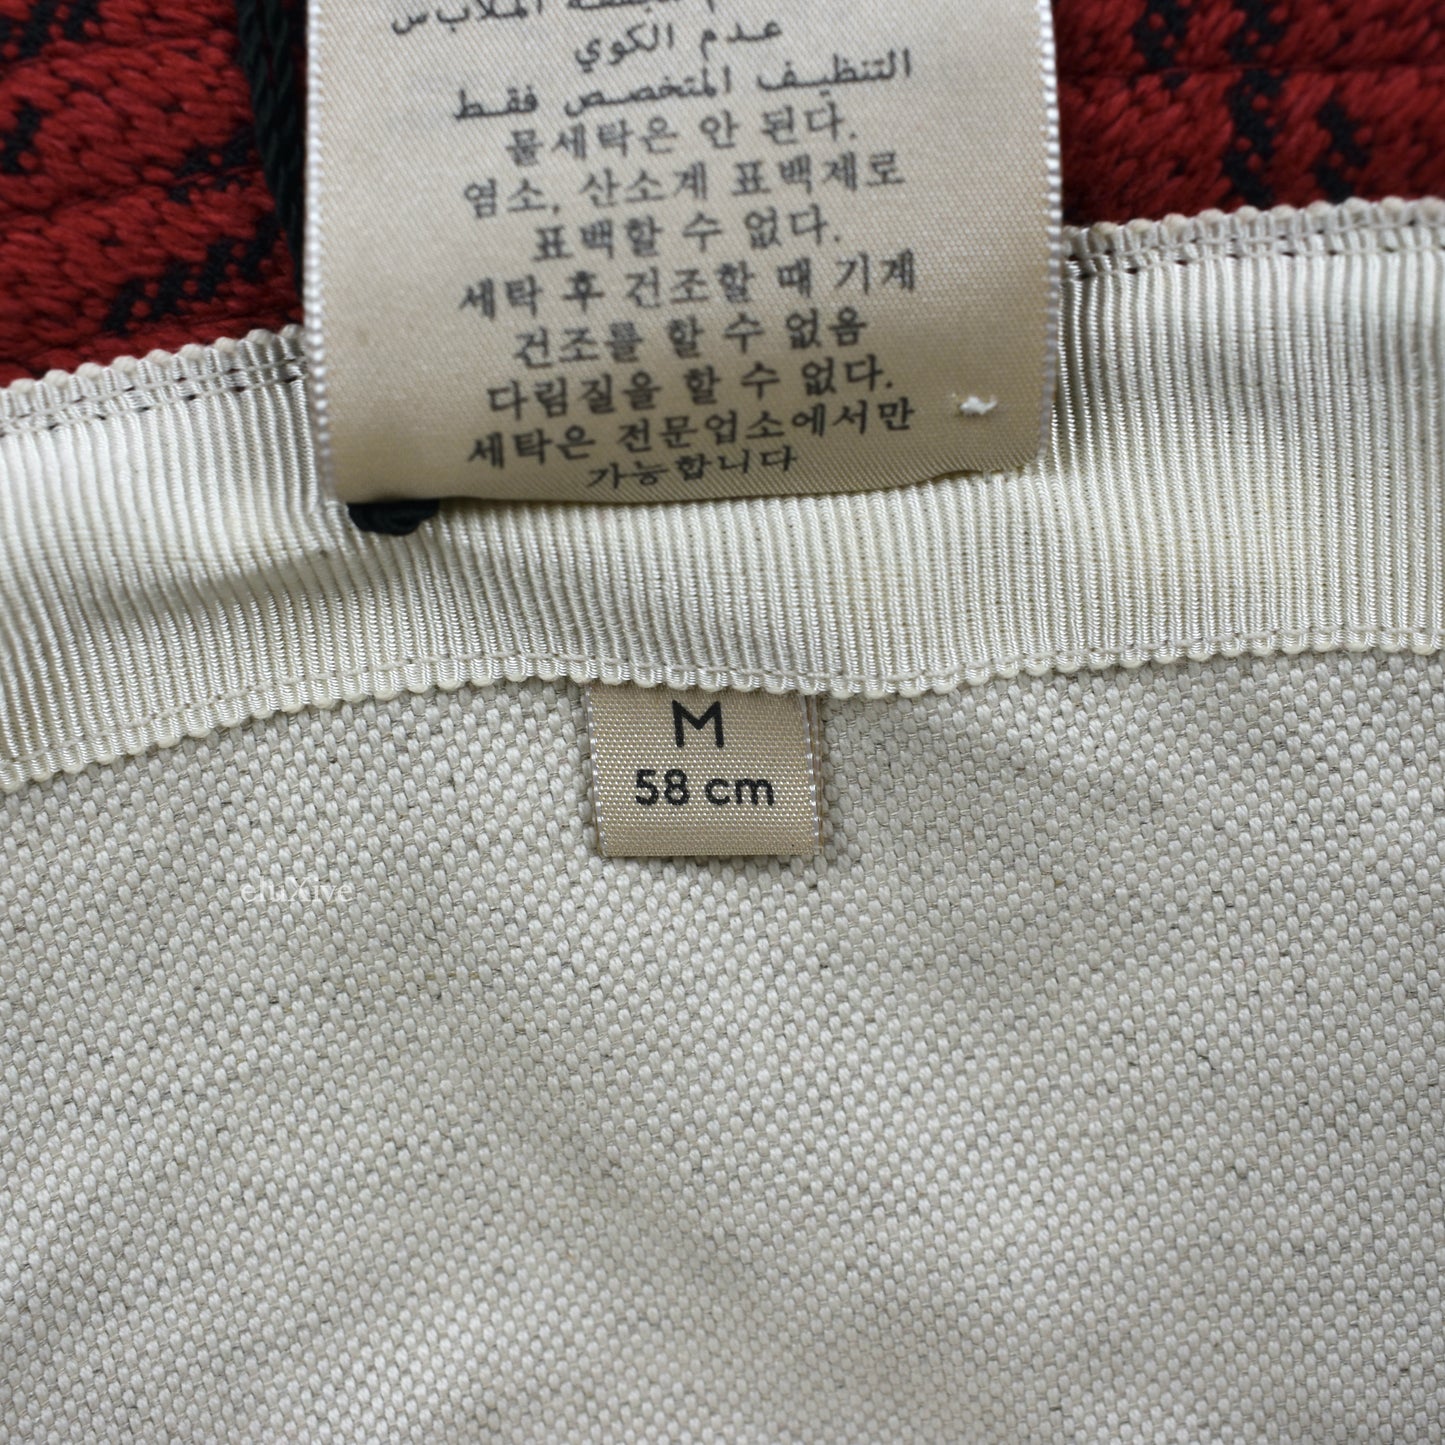 الملابس
عدم الكوي
التنظيف المتخصص فقط
물세탁은 안 된다.
염소, 산소계 표백제로
표백할 수 없다.
세탁 후 건조할 때 기계
건조를 할 수 없음
다림질을 할 수 없다.
세탁은 전문업소에서만
가능합니다
M
58 cm
eluXive